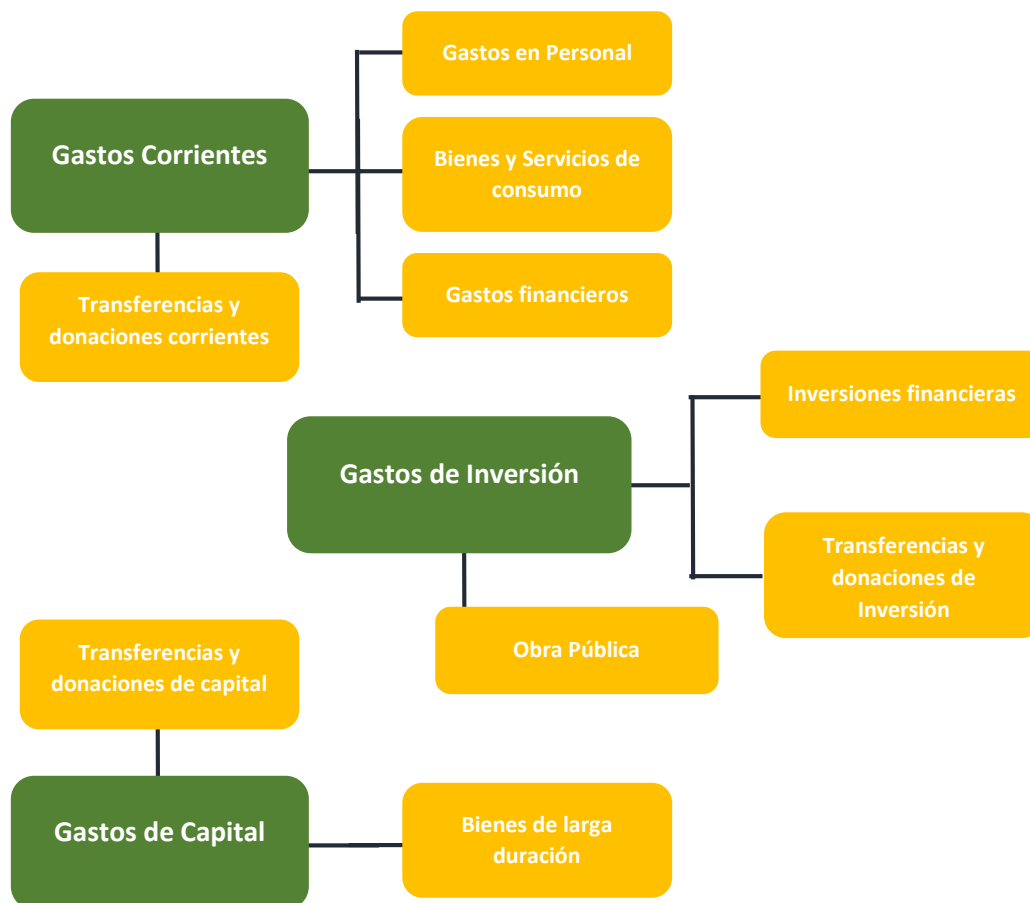 Gastos en Personal
Gastos Corrientes
Bienes y Servicios de
consumo
Gastos financieros
Transferencias y
donaciones corrientes
Inversiones financieras
Gastos de Inversión
Transferencias y
donaciones de
Inversión
Obra Pública
Transferencias y
donaciones de capital
Gastos de Capital
Bienes de larga
duración